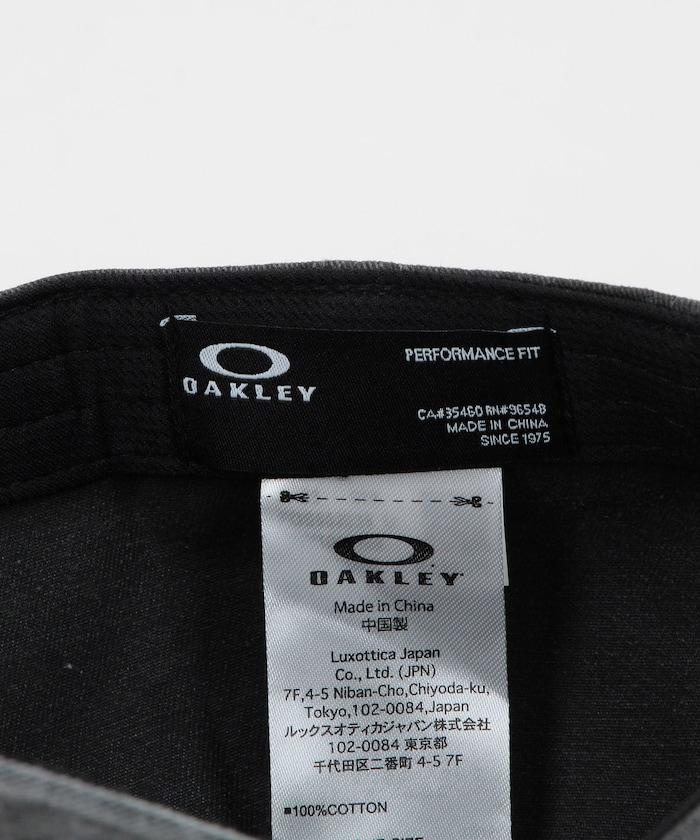 OAKLEY
PERFORMANCE FIT
CA#35460 RN#96548
MADE IN CHINA
SINCE 1975
OAKLEY
Made in China
中国製
Luxottica Japan
Co., Ltd. (JPN)
7F,4-5 Niban-Cho,Chiyoda-ku,
Tokyo,102-0084,Japan
ルックスオティカジャパン株式会社
102-0084 東京都
千代田区二番町 4-5 7F
■100%COTTON